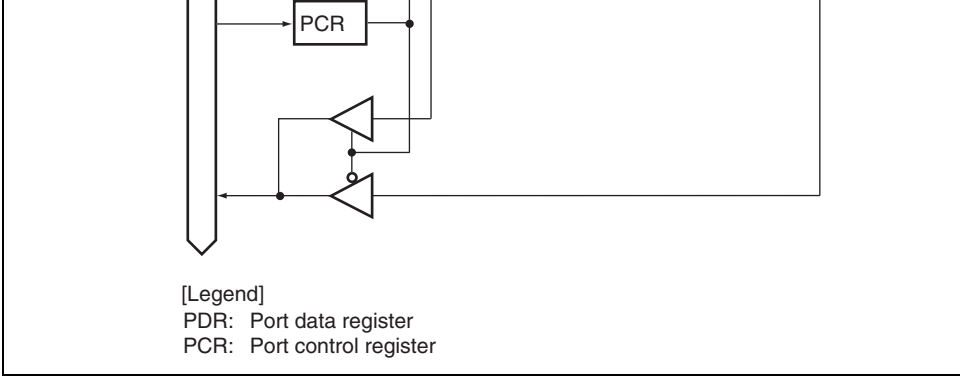 PCR
[Legend]
PDR: Port data register
PCR: Port control register